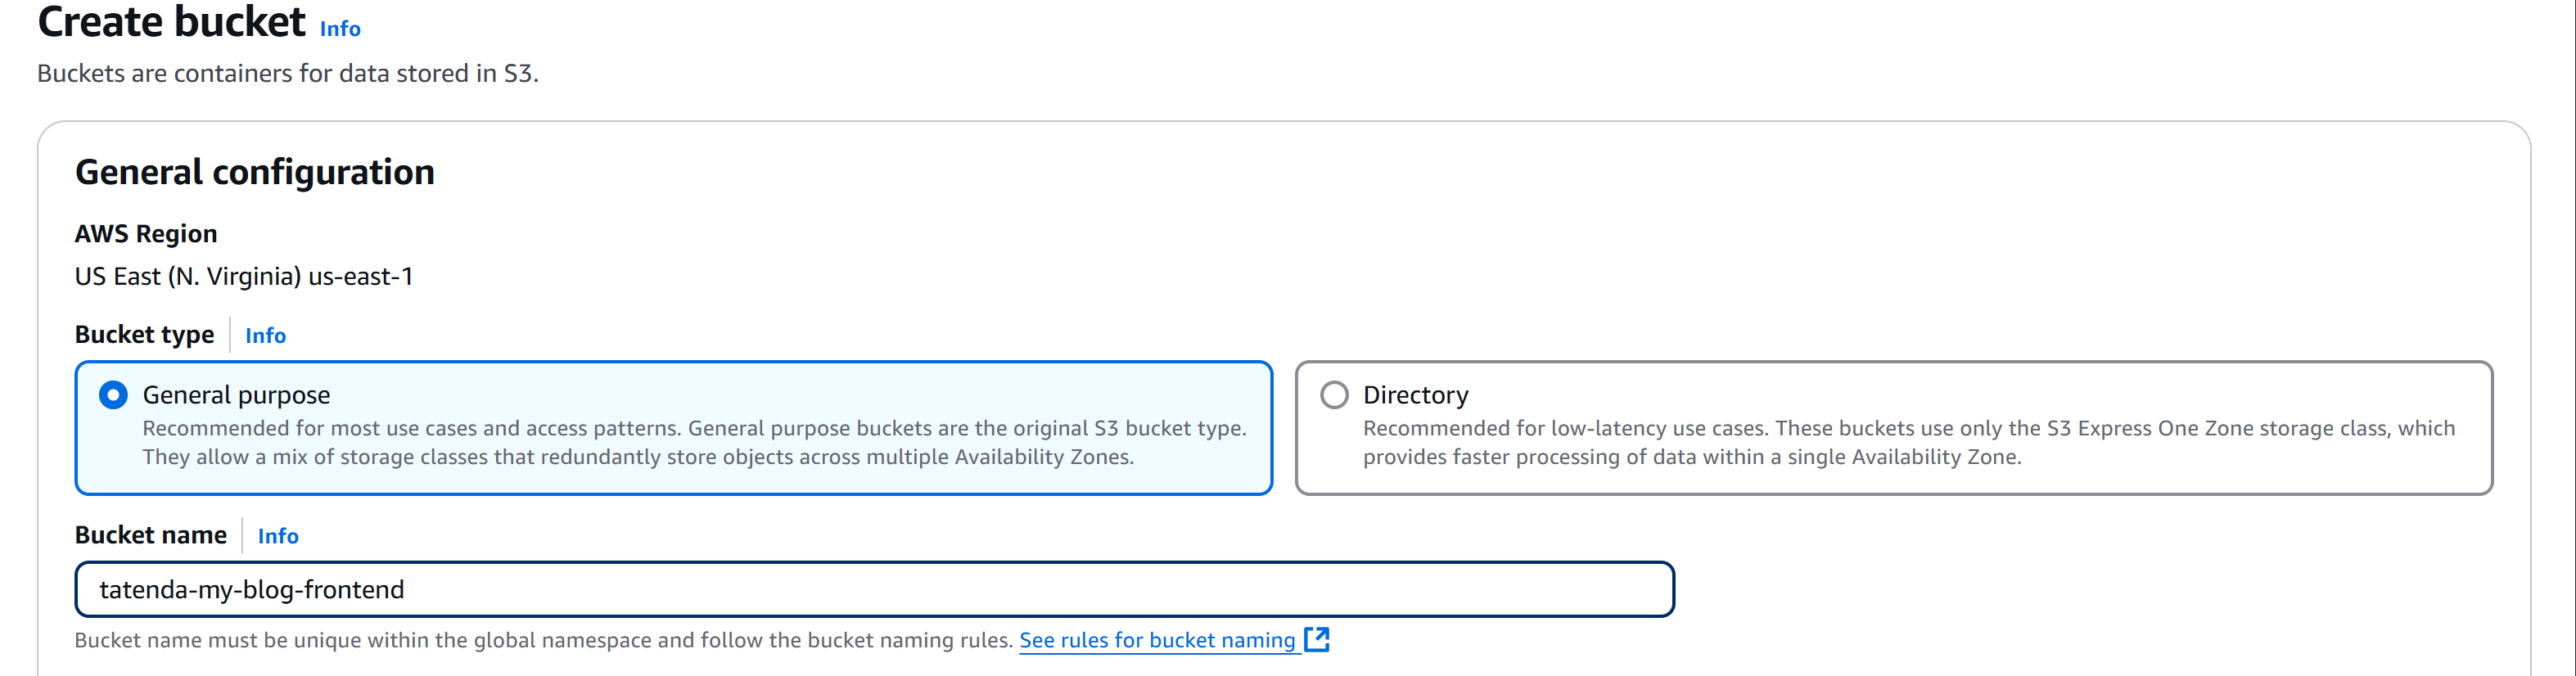 Create bucket Info
Buckets are containers for data stored in S3.
General configuration
AWS Region
US East (N. Virginia) us-east-1
Bucket type Info
General purpose
Recommended for most use cases and access patterns. General purpose buckets are the original S3 bucket type.
They allow a mix of storage classes that redundantly store objects across multiple Availability Zones.
Directory
Recommended for low-latency use cases. These buckets use only the S3 Express One Zone storage class, which
provides faster processing of data within a single Availability Zone.
Bucket name Info
tatenda-my-blog-frontend
Bucket name must be unique within the global namespace and follow the bucket naming rules. See rules for bucket naming